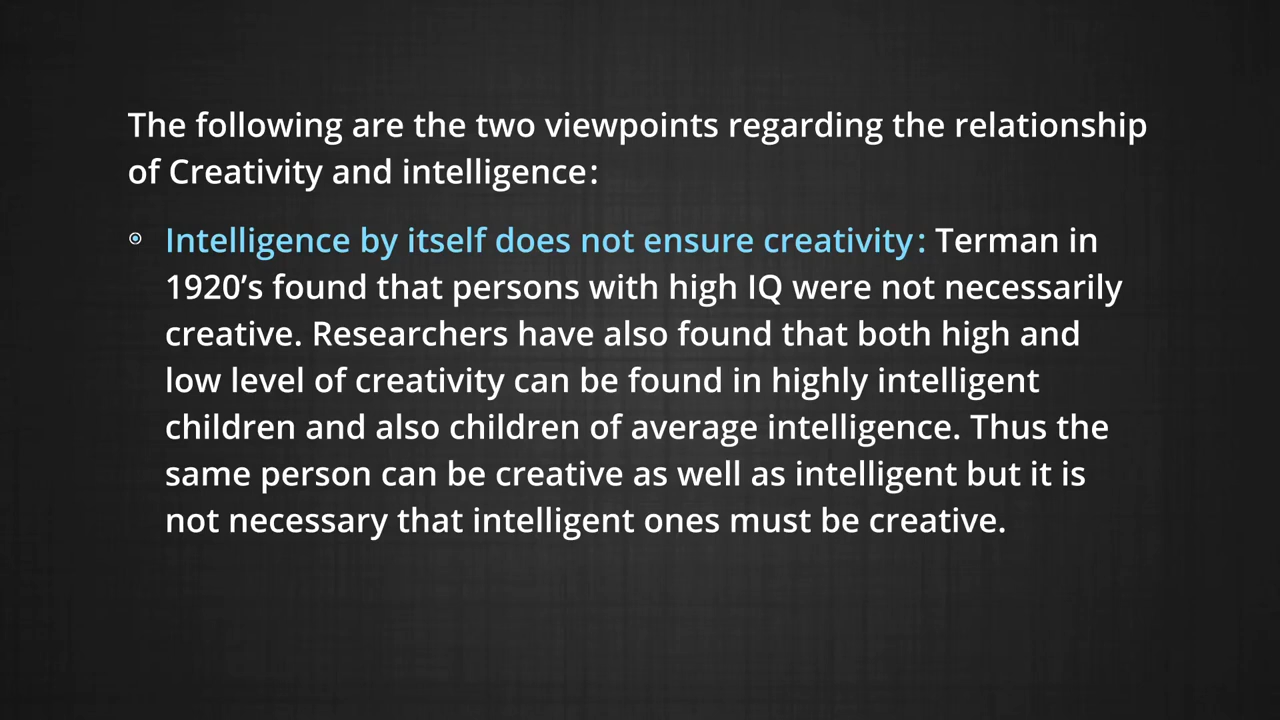 The following are the two viewpoints regarding the relationship
of Creativity and intelligence:
Intelligence by itself does not ensure creativity: Terman in
1920’s found that persons with high IQ were not necessarily
creative. Researchers have also found that both high and
low level of creativity can be found in highly intelligent
children and also children of average intelligence. Thus the
same person can be creative as well as intelligent but it is
not necessary that intelligent ones must be creative.